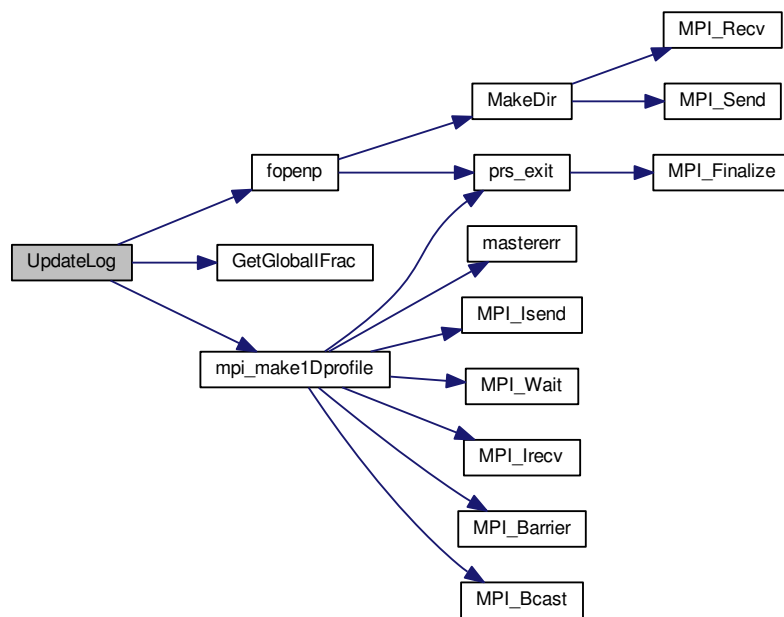 UpdateLog
fopenp
GetGlobalIFrac
mpi_make1Dprofile
MakeDir
prs_exit
mastererr
MPI_Isend
MPI_Wait
MPI_Irecv
MPI_Barrier
MPI_Bcast
MPI_Recv
MPI_Send
MPI_Finalize